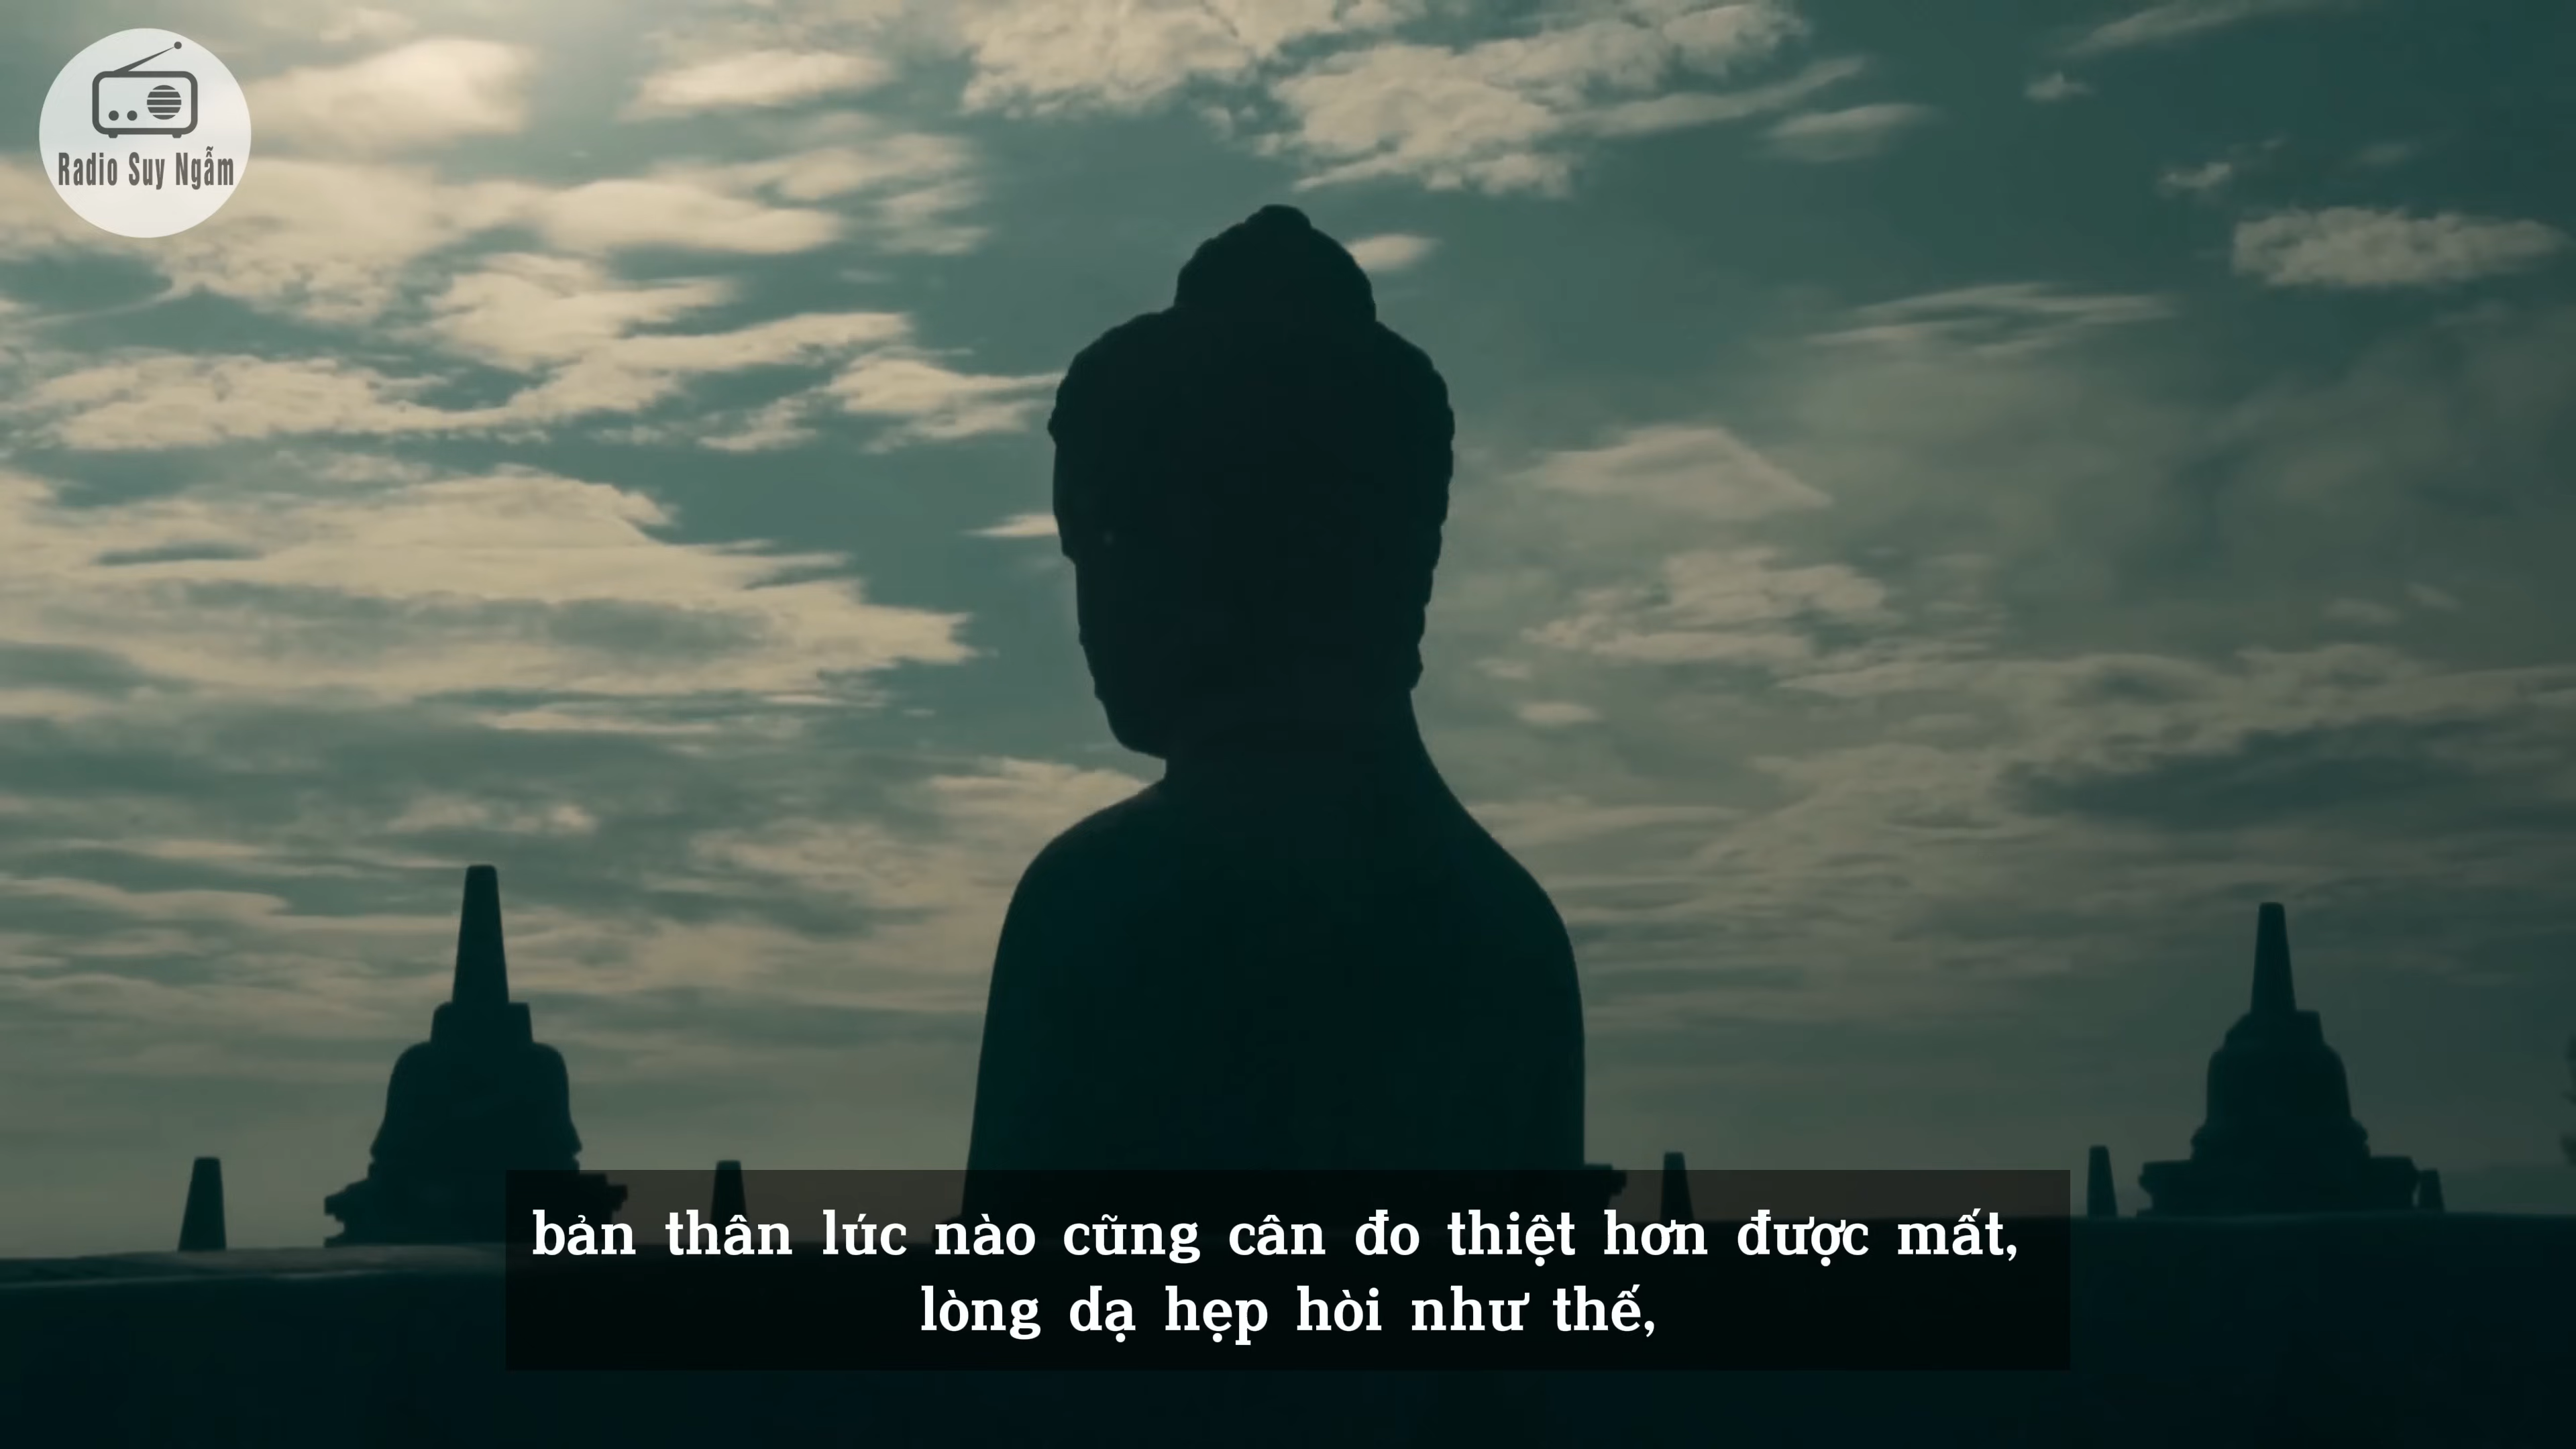 Radio Suy Ngẫm
bản thân lúc nào cũng cân đo thiệt hơn được mất,
lòng dạ hẹp hòi như thế,